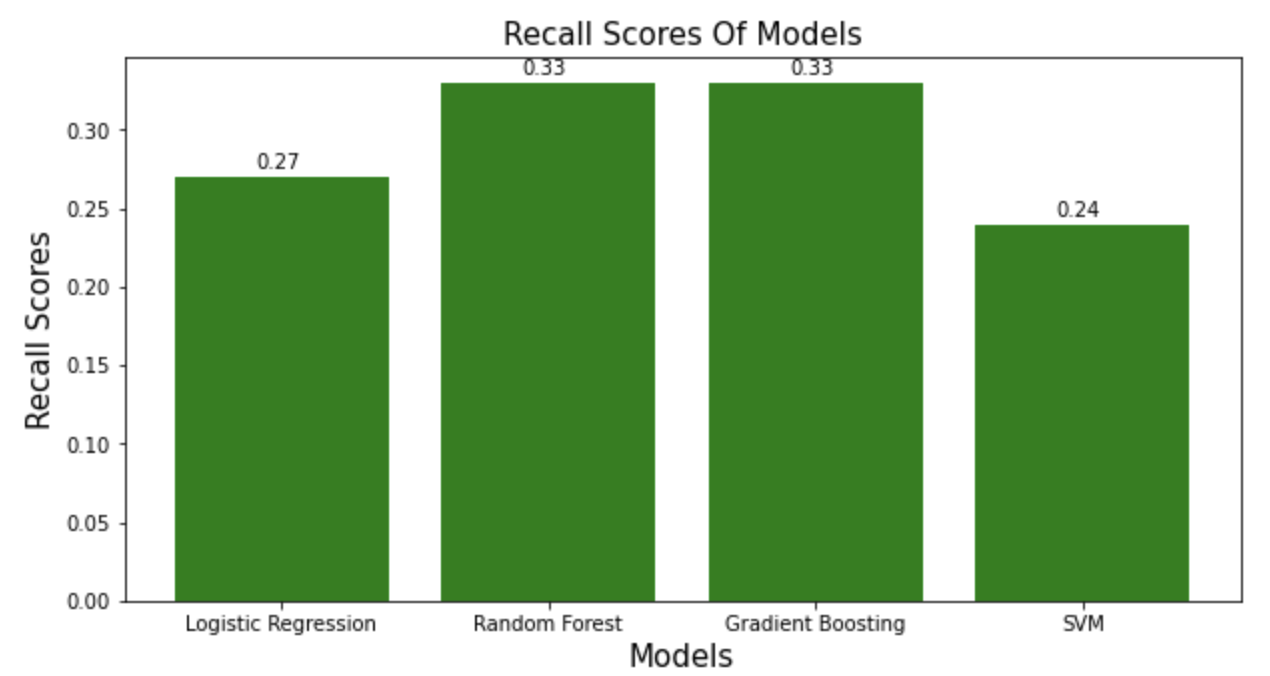 Recall Scores Of Models
0.33 0.33
0.27
0.24
0.30
0.25
0.20
0.15
0.10
0.05
0.00
Recall Scores
Logistic Regression Random Forest Gradient Boosting SVM
Models